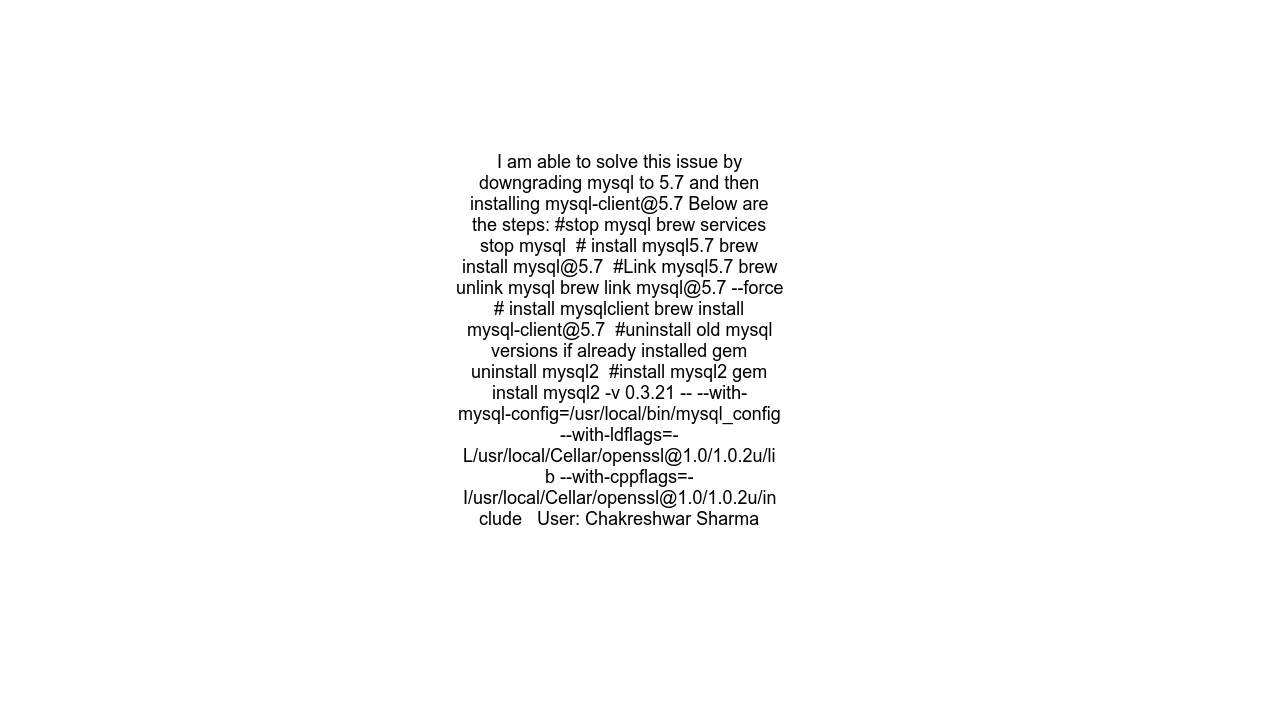 I am able to solve this issue by
downgrading mysql to 5.7 and then
installing mysql-client@5.7 Below are
the steps: #stop mysql brew services
stop mysql  # install mysql5.7 brew
install mysql@5.7  #Link mysql5.7 brew
unlink mysql brew link mysql@5.7 --force
# install mysqlclient brew install
mysql-client@5.7  #uninstall old mysql
versions if already installed gem
uninstall mysql2  #install mysql2 gem
install mysql2 -v 0.3.21 -- --with-
mysql-config=/usr/local/bin/mysql_config
--with-ldflags=-
L/usr/local/Cellar/openssl@1.0/1.0.2u/li
b --with-cppflags=-
I/usr/local/Cellar/openssl@1.0/1.0.2u/in
clude   User: Chakreshwar Sharma